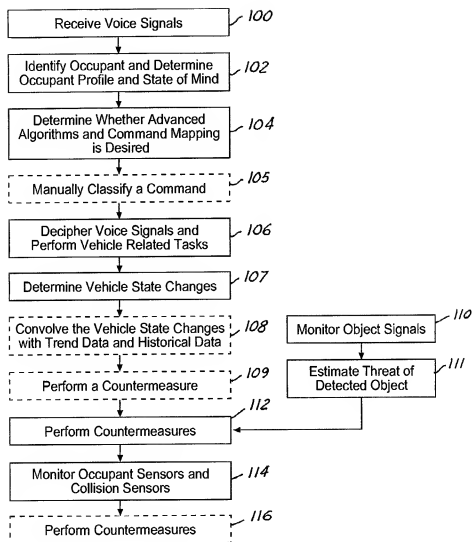 Receive Voice Signals
100
Identify Occupant and Determine
Occupant Profile and State of Mind
102
Determine Whether Advanced
Algorithms and Command Mapping
is Desired
104
Manually Classify a Command
105
Decipher Voice Signals and
Perform Vehicle Related Tasks
106
Determine Vehicle State Changes
107
Convolve the Vehicle State Changes
with Trend Data and Historical Data
108
Perform a Countermeasure
109
Monitor Object Signals
110
Estimate Threat of
Detected Object
111
Perform Countermeasures
112
Monitor Occupant Sensors and
Collision Sensors
114
Perform Countermeasures
116